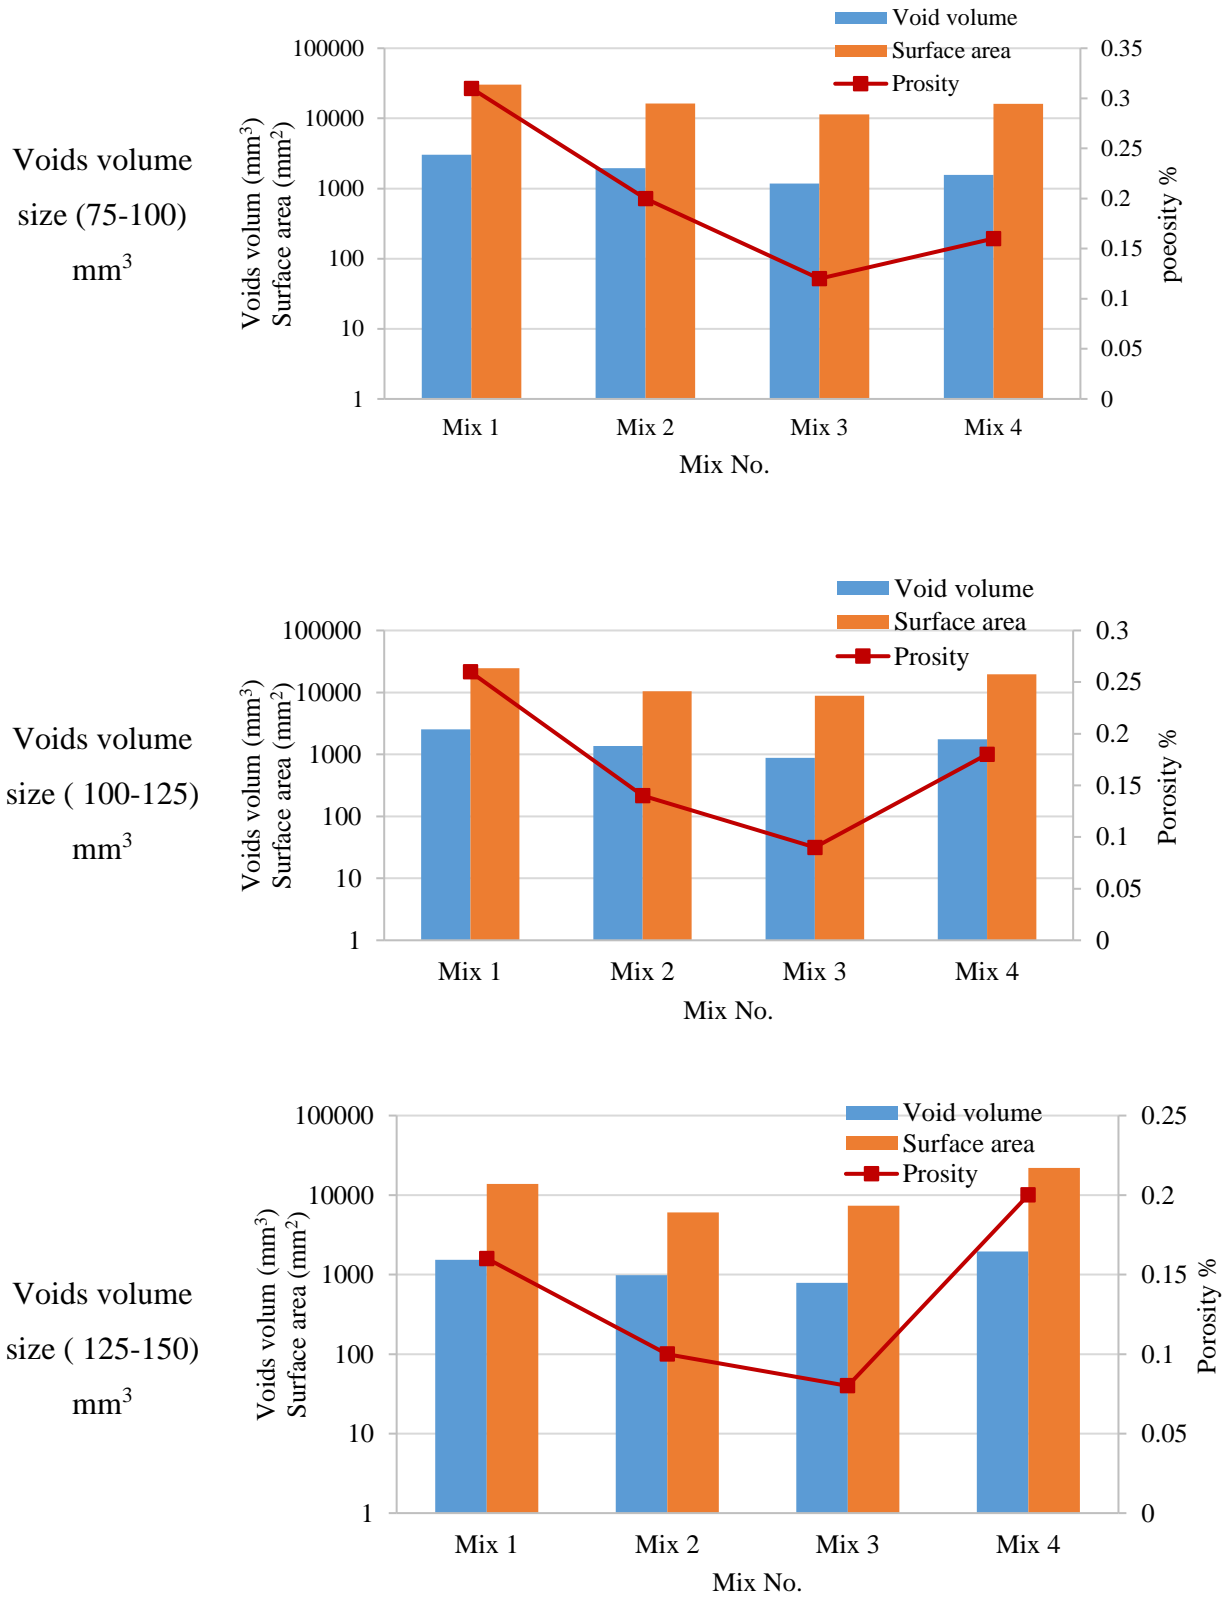 Voids volume
size (75-100)
mm³
Void volume
Surface area
Prosity
100000
10000
1000
100
10
1
Voids volum (mm³)
Surface area (mm²)
0.35
0.3
0.25
0.2
0.15
0.1
0.05
0
poeosity %
Mix 1 Mix 2 Mix 3 Mix 4
Mix No.
Voids volume
size ( 100-125)
mm³
Void volume
Surface area
Prosity
100000
10000
1000
100
10
1
Voids volum (mm³)
Surface area (mm²)
0.3
0.25
0.2
0.15
0.1
0.05
0
Porosity %
Mix 1 Mix 2 Mix 3 Mix 4
Mix No.
Voids volume
size ( 125-150)
mm³
Void volume
Surface area
Prosity
100000
10000
1000
100
10
1
Voids volum (mm³)
Surface area (mm²)
0.25
0.2
0.15
0.1
0.05
0
Porosity %
Mix 1 Mix 2 Mix 3 Mix 4
Mix No.